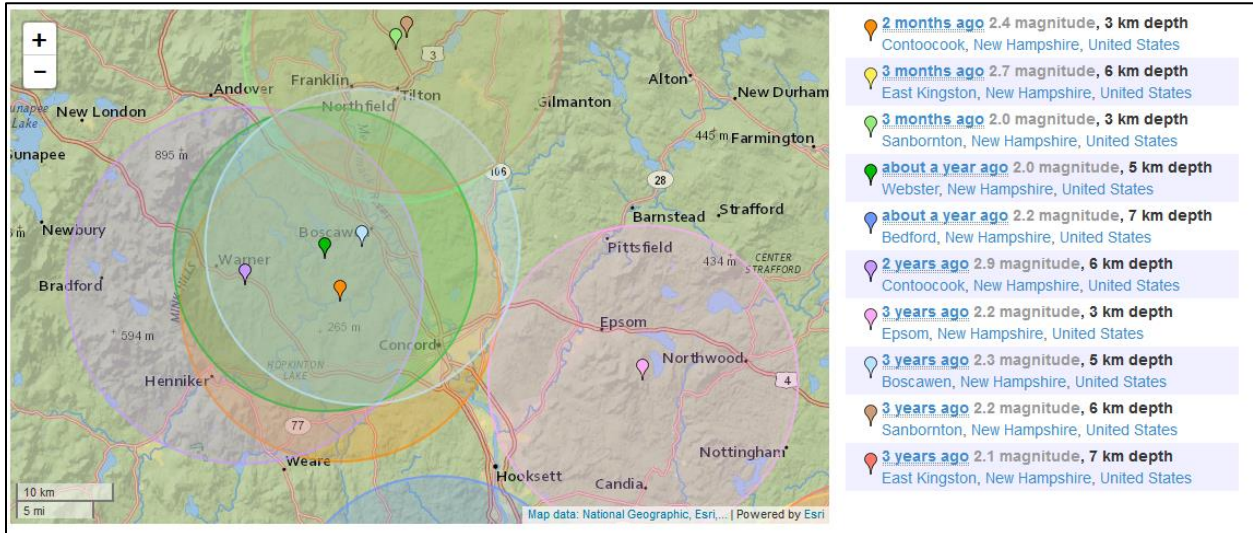 +
−
Andover
Franklin
3
Tilton
Northfield
Alton
New Durham
Gilmanton
New London
Sunapee
Lake
895 m
445 m
Farmington
Sunapee
106
28
Barnstead
Strafford
Newbury
Boscawen
Pittsfield
CENTER
STRAFFORD
434 m
Warner
Bradford
MINK HILLS
594 m
265 m
Epsom
Concord
Northwood
HOPKINTON
LAKE
Henniker
4
77
Weare
Nottingham
Hooksett
Candia
10 km
5 mi
Map data: National Geographic, Esri,... | Powered by Esri
2 months ago 2.4 magnitude, 3 km depth
Contoocook, New Hampshire, United States
3 months ago 2.7 magnitude, 6 km depth
East Kingston, New Hampshire, United States
3 months ago 2.0 magnitude, 3 km depth
Sanbornton, New Hampshire, United States
about a year ago 2.0 magnitude, 5 km depth
Webster, New Hampshire, United States
about a year ago 2.2 magnitude, 7 km depth
Bedford, New Hampshire, United States
2 years ago 2.9 magnitude, 6 km depth
Contoocook, New Hampshire, United States
3 years ago 2.2 magnitude, 3 km depth
Epsom, New Hampshire, United States
3 years ago 2.3 magnitude, 5 km depth
Boscawen, New Hampshire, United States
3 years ago 2.2 magnitude, 6 km depth
Sanbornton, New Hampshire, United States
3 years ago 2.1 magnitude, 7 km depth
East Kingston, New Hampshire, United States